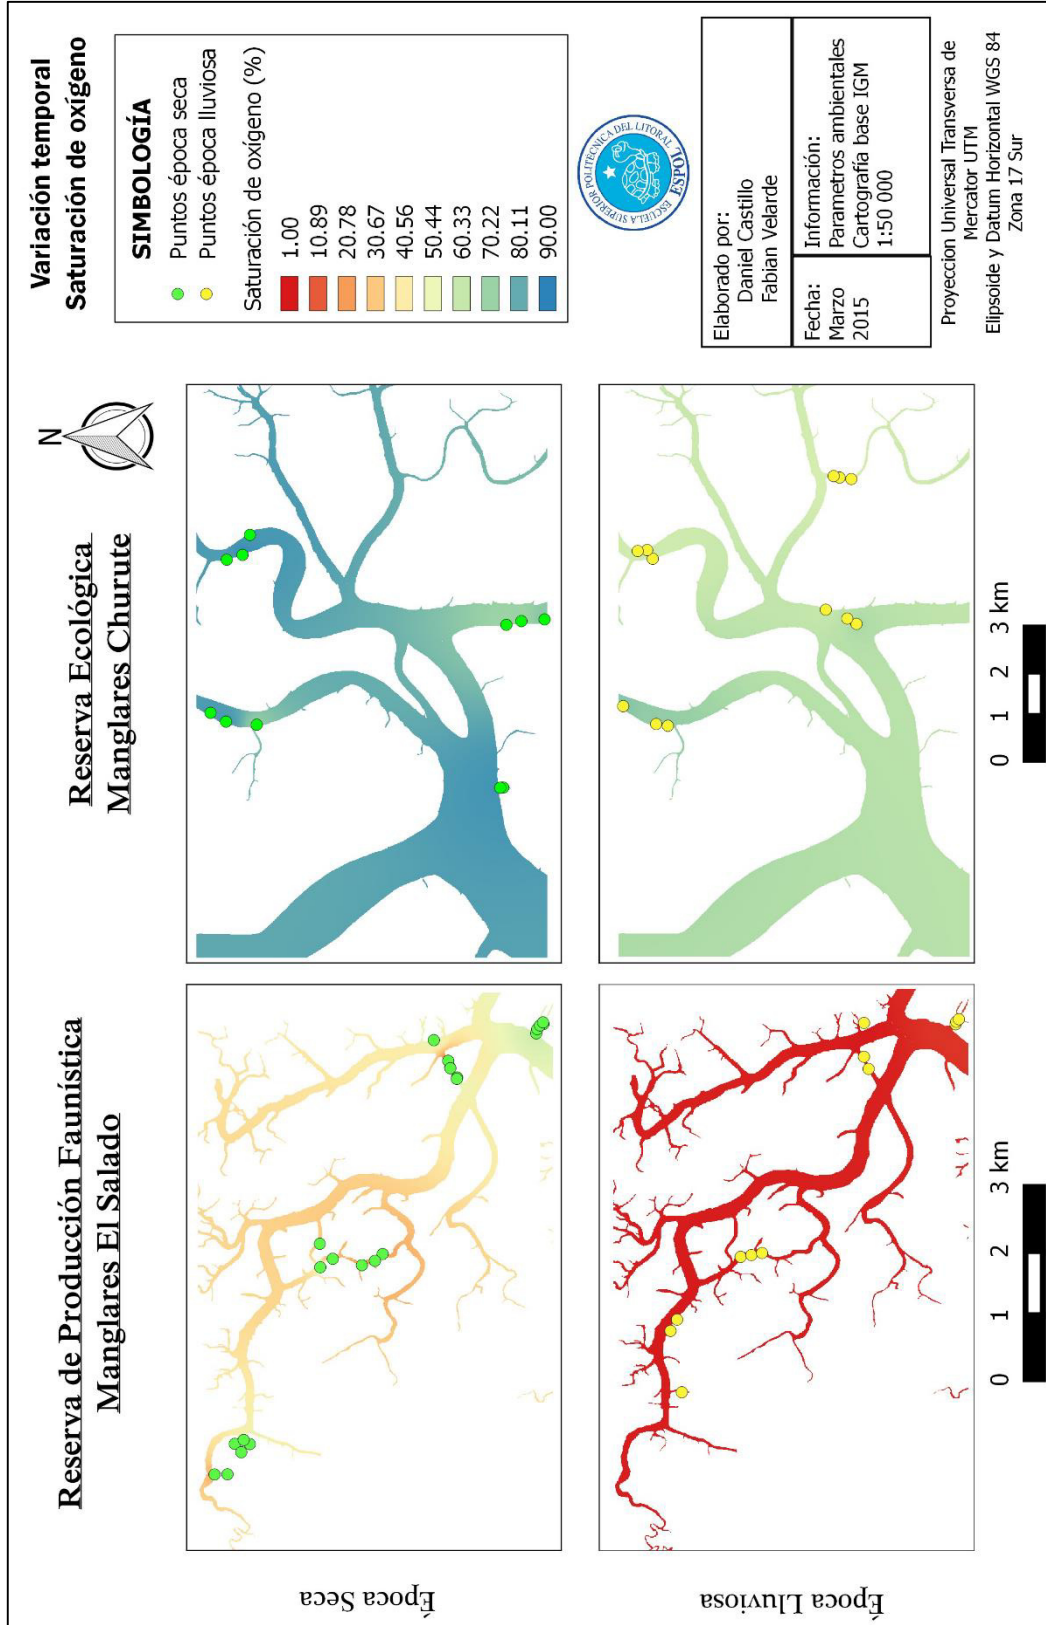 Reserva de Producción Faunística
Manglares El Salado
Reserva Ecológica
Manglares Churute
N
Variación temporal
Saturación de oxígeno
SIMBOLOGÍA
Puntos época seca
Puntos época lluviosa
Saturación de oxígeno (%)
1.00
10.89
20.78
30.67
40.56
50.44
60.33
70.22
80.11
90.00
ESCUELA SUPERIOR POLITECNICA DEL LITORAL
ESPOL
Elaborado por:
Daniel Castillo
Fabian Velarde
Fecha:
Marzo
2015
Información:
Parametros ambientales
Cartografía base IGM
1:50 000
Proyeccion Universal Transversa de
Mercator UTM
Elipsoide y Datum Horizontal WGS 84
Zona 17 Sur
Época Seca
Época Lluviosa
0 1 2 3 km
0 1 2 3 km